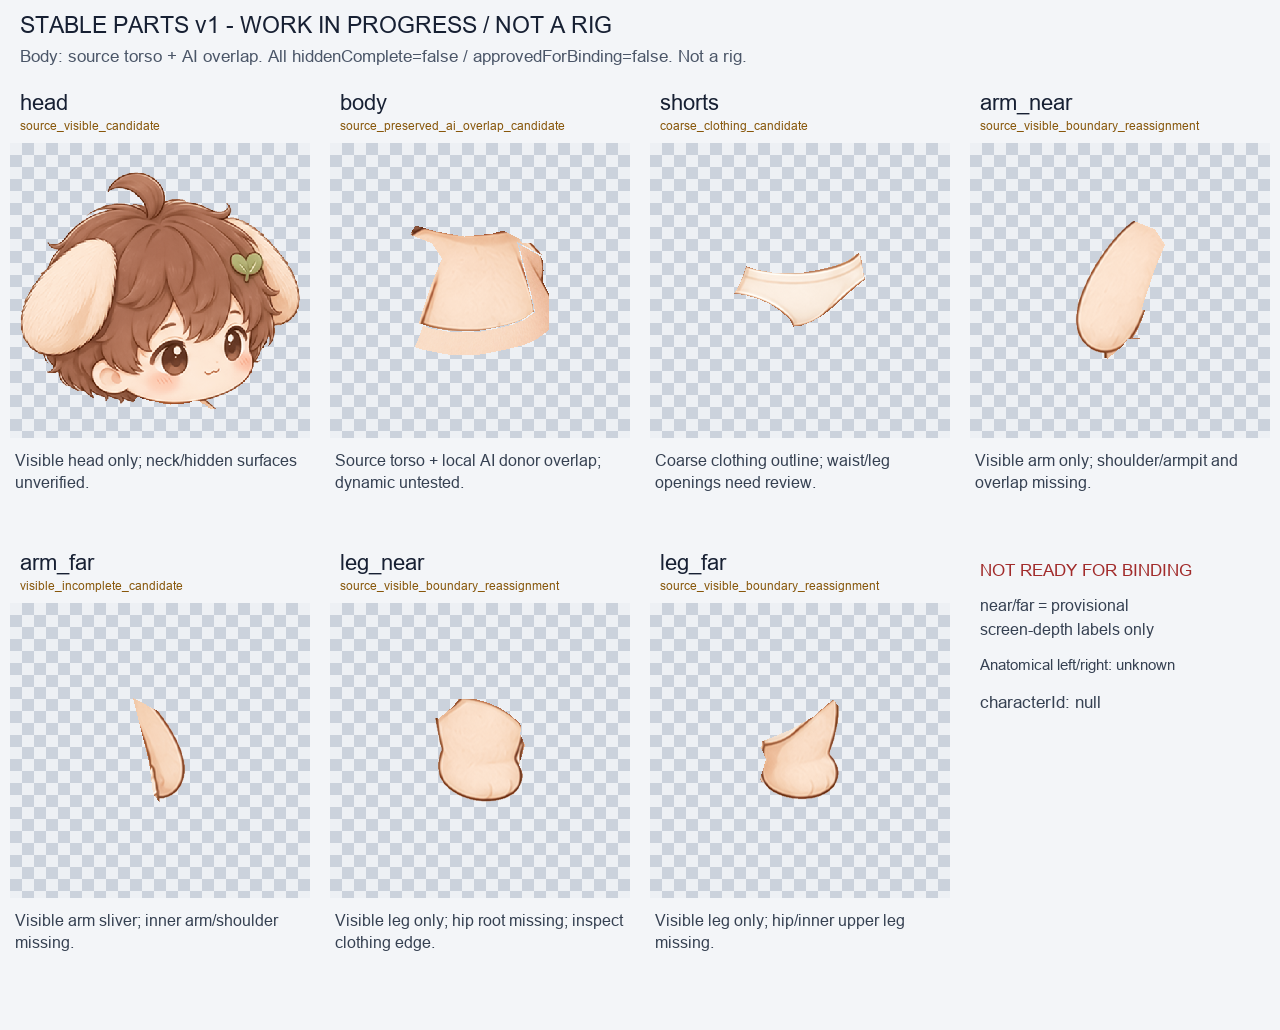 STABLE PARTS v1 - WORK IN PROGRESS / NOT A RIG
Body: source torso + AI overlap. All hiddenComplete=false / approvedForBinding=false. Not a rig.
head
source_visible_candidate
Visible head only; neck/hidden surfaces
unverified.
body
source_preserved_ai_overlap_candidate
Source torso + local AI donor overlap;
dynamic untested.
shorts
coarse_clothing_candidate
Coarse clothing outline; waist/leg
openings need review.
arm_near
source_visible_boundary_reassignment
Visible arm only; shoulder/armpit and
overlap missing.
arm_far
visible_incomplete_candidate
Visible arm sliver; inner arm/shoulder
missing.
leg_near
source_visible_boundary_reassignment
Visible leg only; hip root missing; inspect
clothing edge.
leg_far
source_visible_boundary_reassignment
Visible leg only; hip/inner upper leg
missing.
NOT READY FOR BINDING
near/far = provisional
screen-depth labels only
Anatomical left/right: unknown
characterId: null